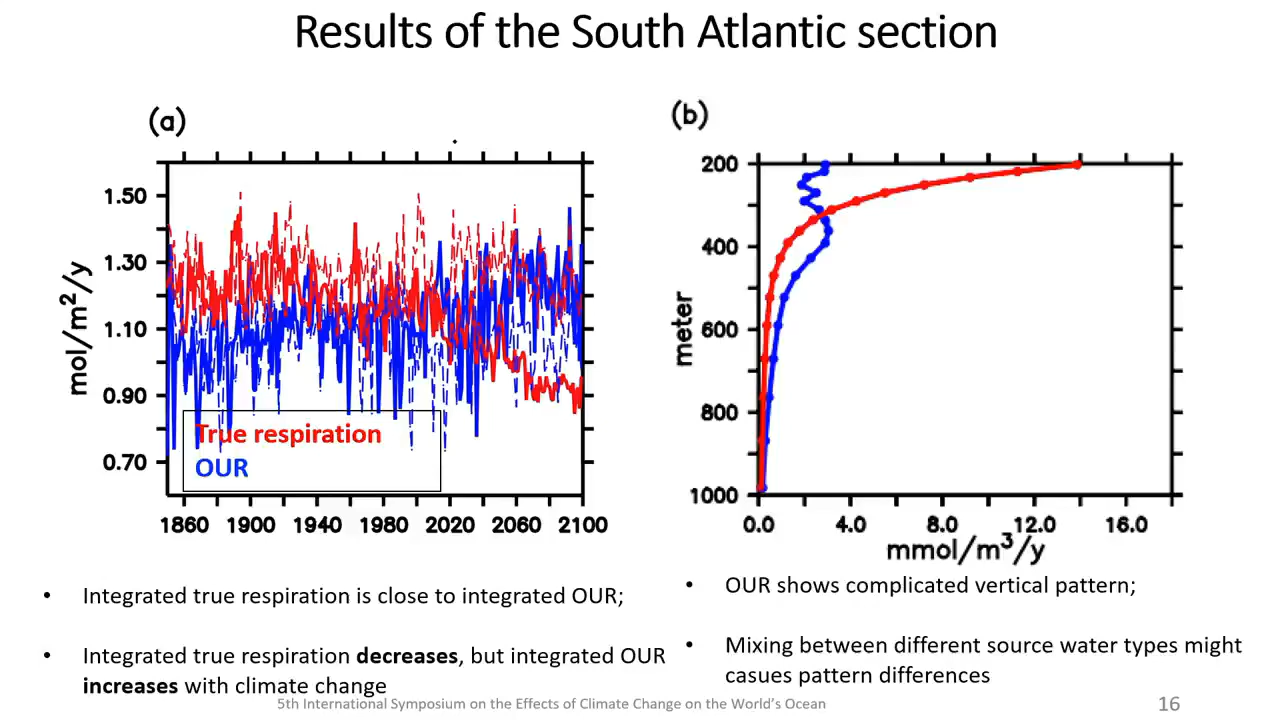 Results of the South Atlantic section
(a)
1.50
1.30
1.10
0.90
0.70
mol/m²/y
True respiration
OUR
1860 1900 1940 1980 2020 2060 2100
(b)
200
400
600
800
1000
meter
0.0 4.0 8.0 12.0 16.0
mmol/m³/y
• Integrated true respiration is close to integrated OUR;
• Integrated true respiration decreases, but integrated OUR
increases with climate change
• OUR shows complicated vertical pattern;
• Mixing between different source water types might
casues pattern differences
5th International Symposium on the Effects of Climate Change on the World's Ocean
16